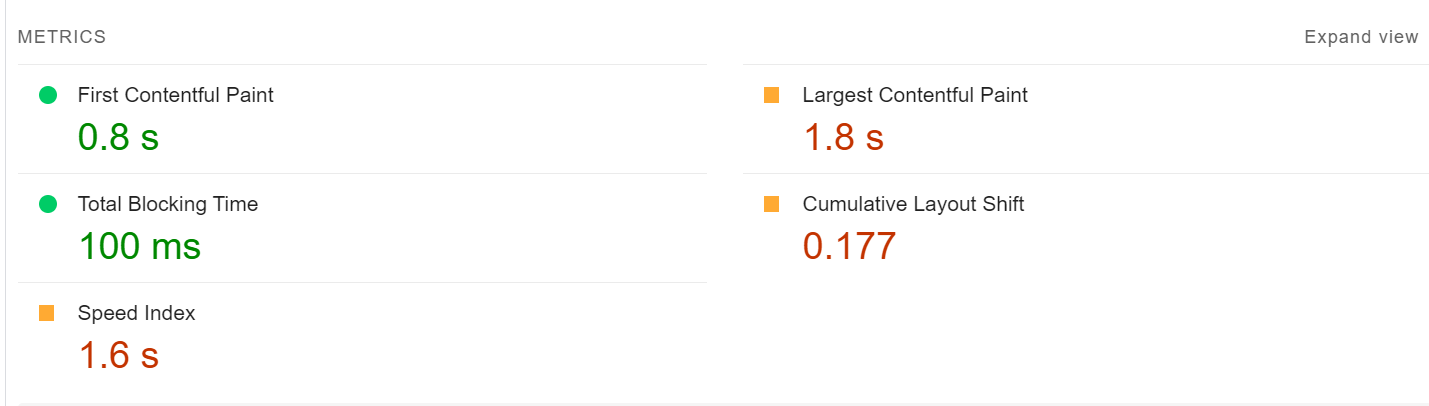 METRICS
Expand view
First Contentful Paint
0.8 s
Largest Contentful Paint
1.8 s
Total Blocking Time
100 ms
Cumulative Layout Shift
0.177
Speed Index
1.6 s